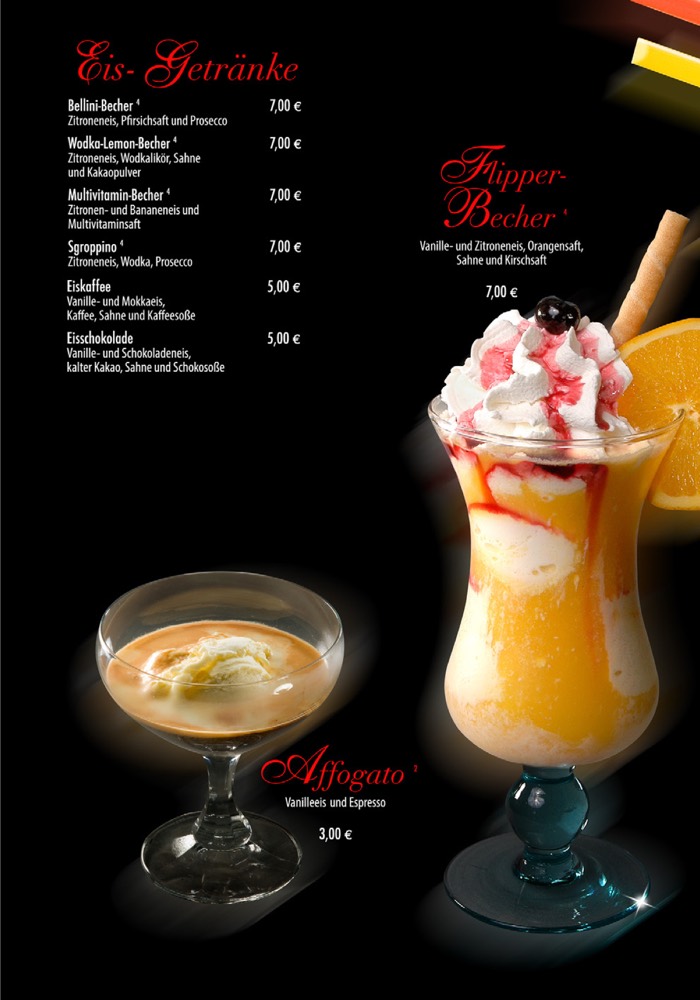 Eis- Getränke
Bellini-Becher 4 7,00 €
Zitroneneis, Pfirsichsaft und Prosecco
Wodka-Lemon-Becher 4 7,00 €
Zitroneneis, Wodkalikör, Sahne
und Kakaopulver
Multivitamin-Becher 4 7,00 €
Zitronen- und Bananeneis und
Multivitaminsaft
Sgroppino 4 7,00 €
Zitroneneis, Wodka, Prosecco
Eiskaffee 5,00 €
Vanille- und Mokkaeis,
Kaffee, Sahne und Kaffeesoße
Eisschokolade 5,00 €
Vanille- und Schokoladeneis,
kalter Kakao, Sahne und Schokosoße
Flipper-
Becher 4
Vanille- und Zitroneneis, Orangensaft,
Sahne und Kirschsaft
7,00 €
Affogato 2
Vanilleeis und Espresso
3,00 €